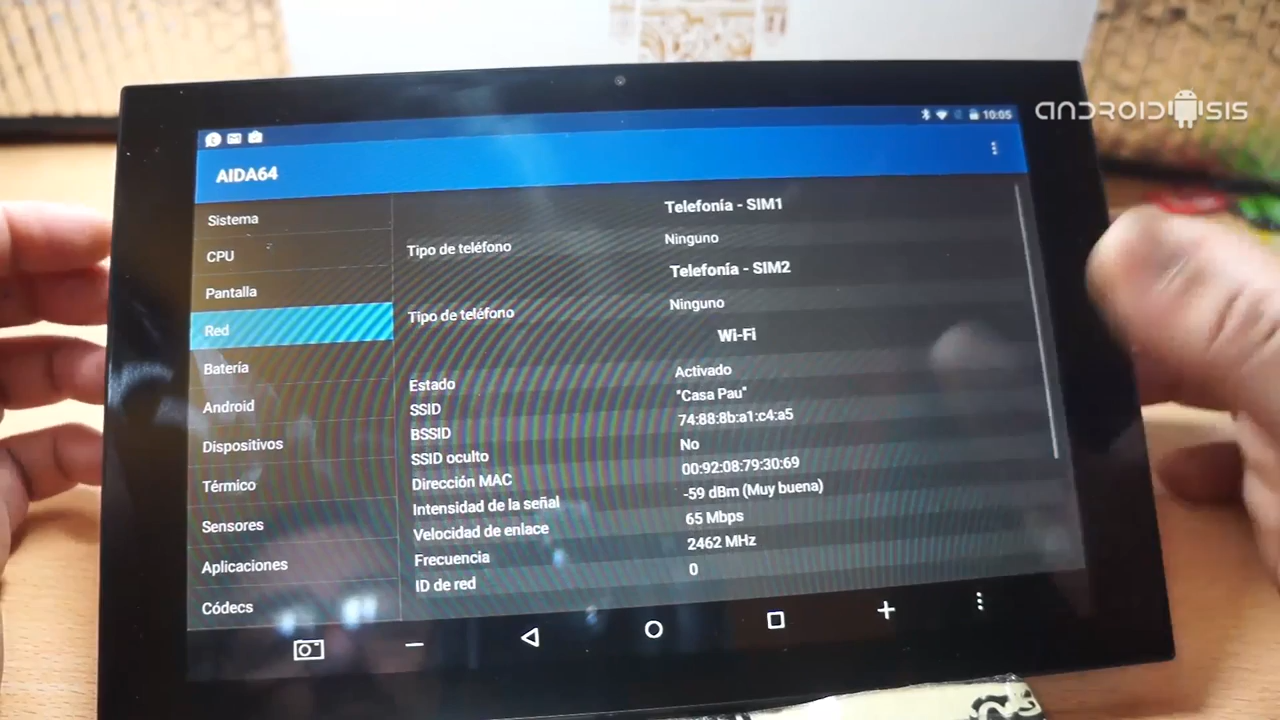 ANDROIDSIS
10:05
AIDA64
Sistema
CPU
Pantalla
Red
Batería
Android
Dispositivos
Térmico
Sensores
Aplicaciones
Códecs
Telefonía - SIM1
Tipo de teléfono Ninguno
Telefonía - SIM2
Tipo de teléfono Ninguno
Wi-Fi
Estado Activado
SSID "Casa Pau"
BSSID 74:88:8b:a1:c4:a5
SSID oculto No
Dirección MAC 00:92:08:79:30:69
Intensidad de la señal -59 dBm (Muy buena)
Velocidad de enlace 65 Mbps
Frecuencia 2462 MHz
ID de red 0